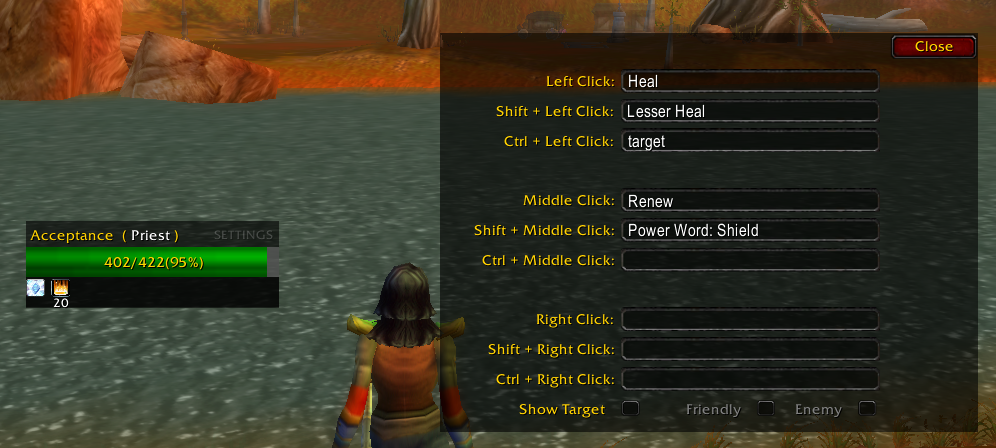 Close
Left Click: Heal
Shift + Left Click: Lesser Heal
Ctrl + Left Click: target
Middle Click: Renew
Acceptance ( Priest ) SETTINGS
Shift + Middle Click: Power Word: Shield
402/422(95%)
Ctrl + Middle Click:
20
Right Click:
Shift + Right Click:
Ctrl + Right Click:
Show Target Friendly Enemy